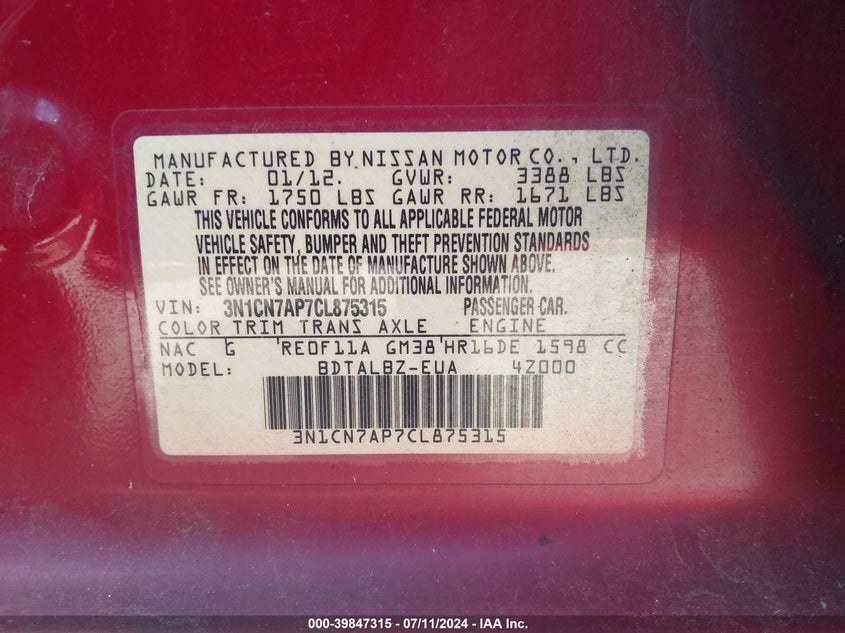 MANUFACTURED BY NISSAN MOTOR CO., LTD.
DATE: 01/12. GVWR: 3388 LBS
GAWR FR: 1750 LBS GAWR RR: 1671 LBS
THIS VEHICLE CONFORMS TO ALL APPLICABLE FEDERAL MOTOR
VEHICLE SAFETY, BUMPER AND THEFT PREVENTION STANDARDS
IN EFFECT ON THE DATE OF MANUFACTURE SHOWN ABOVE.
SEE OWNER'S MANUAL FOR ADDITIONAL INFORMATION.
VIN: 3N1CN7AP7CL875315 PASSENGER CAR.
COLOR TRIM TRANS AXLE ENGINE
NAC G RE0F11A GM38 HR16DE 1598 CC
MODEL: BDTALBZ-EUA 4Z000
3N1CN7AP7CL875315
000-39847315 - 07/11/2024 - IAA Inc.